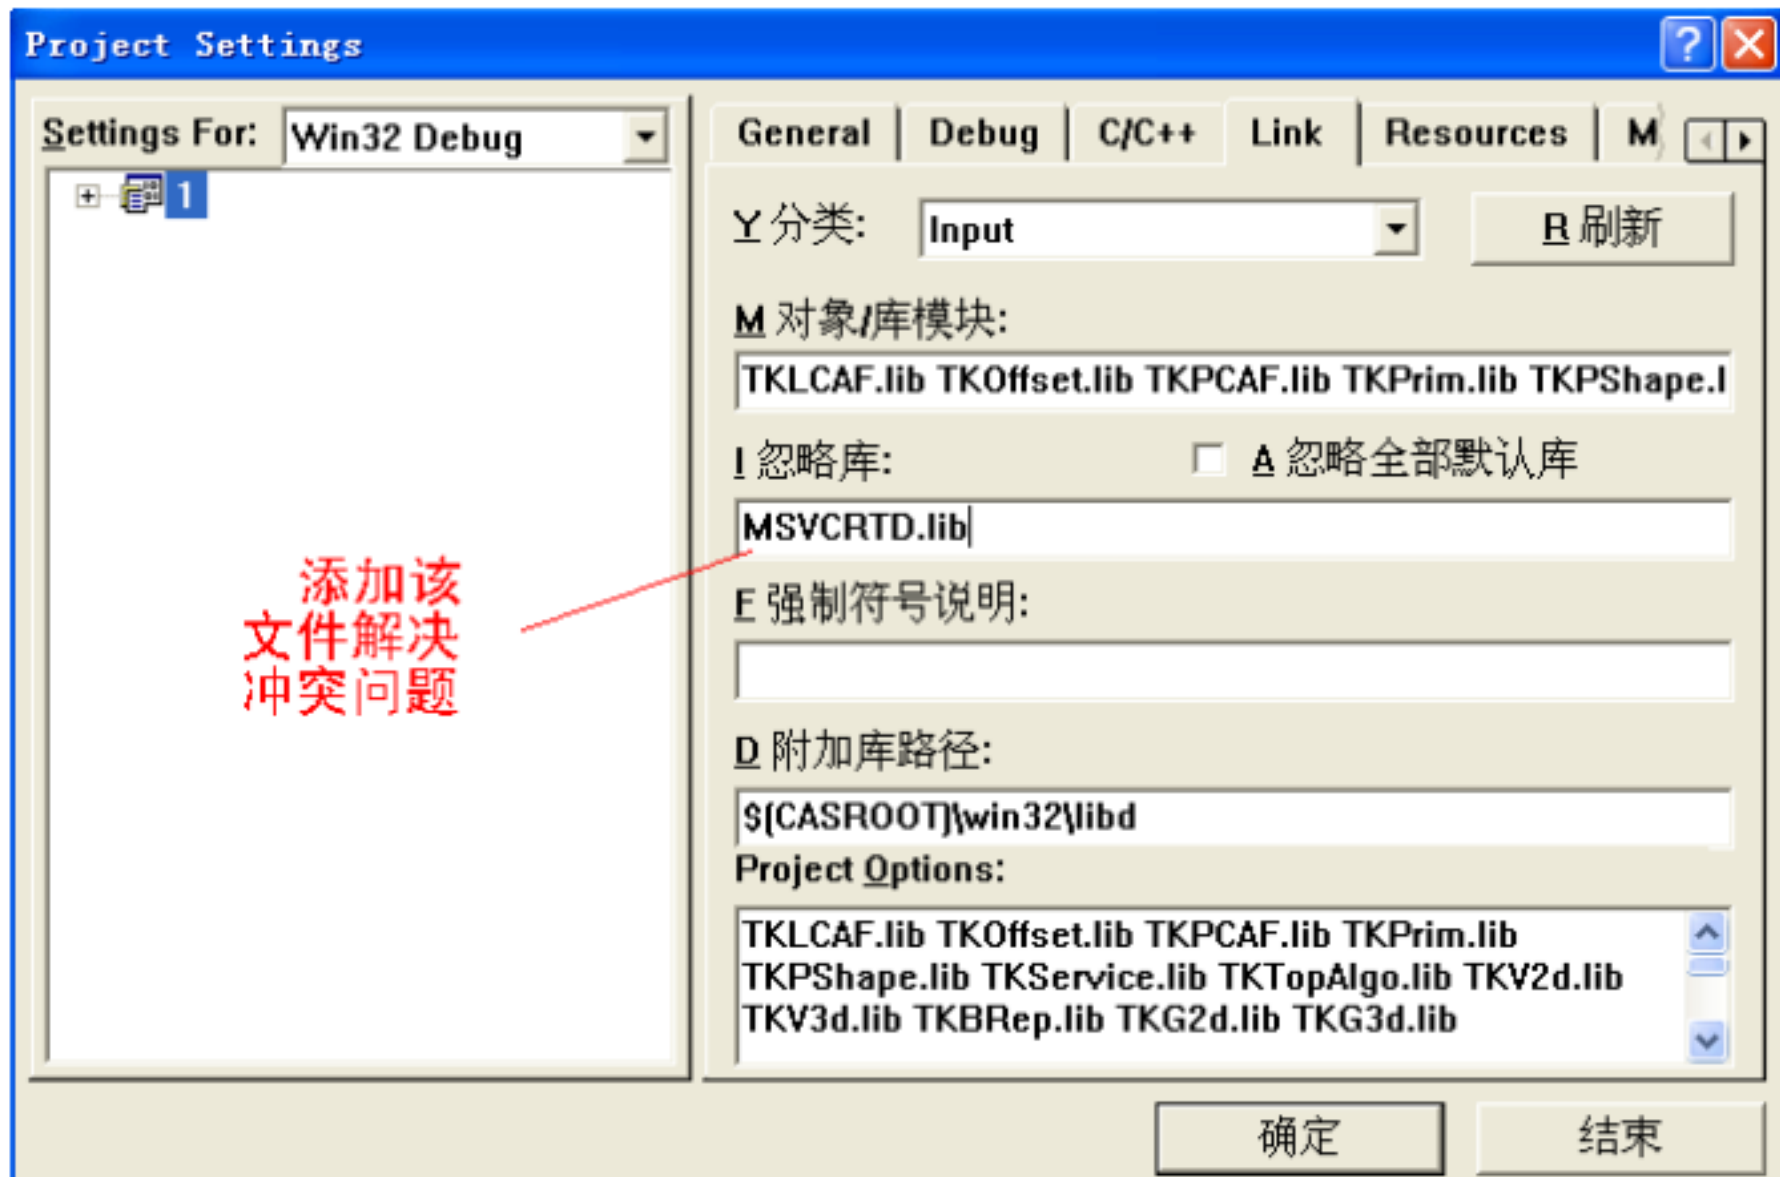 Project Settings
Settings For: Win32 Debug
1
General Debug C/C++ Link Resources M
Y 分类: Input R 刷新
M 对象/库模块:
TKLCAF.lib TKOffset.lib TKPCAF.lib TKPrim.lib TKPShape.l
I 忽略库: A 忽略全部默认库
MSVCRTD.lib
添加该
文件解决
冲突问题
F 强制符号说明:
D 附加库路径:
$(CASROOT)\win32\libd
Project Options:
TKLCAF.lib TKOffset.lib TKPCAF.lib TKPrim.lib
TKPShape.lib TKService.lib TKTopAlgo.lib TKV2d.lib
TKV3d.lib TKBRep.lib TKG2d.lib TKG3d.lib
确定 结束